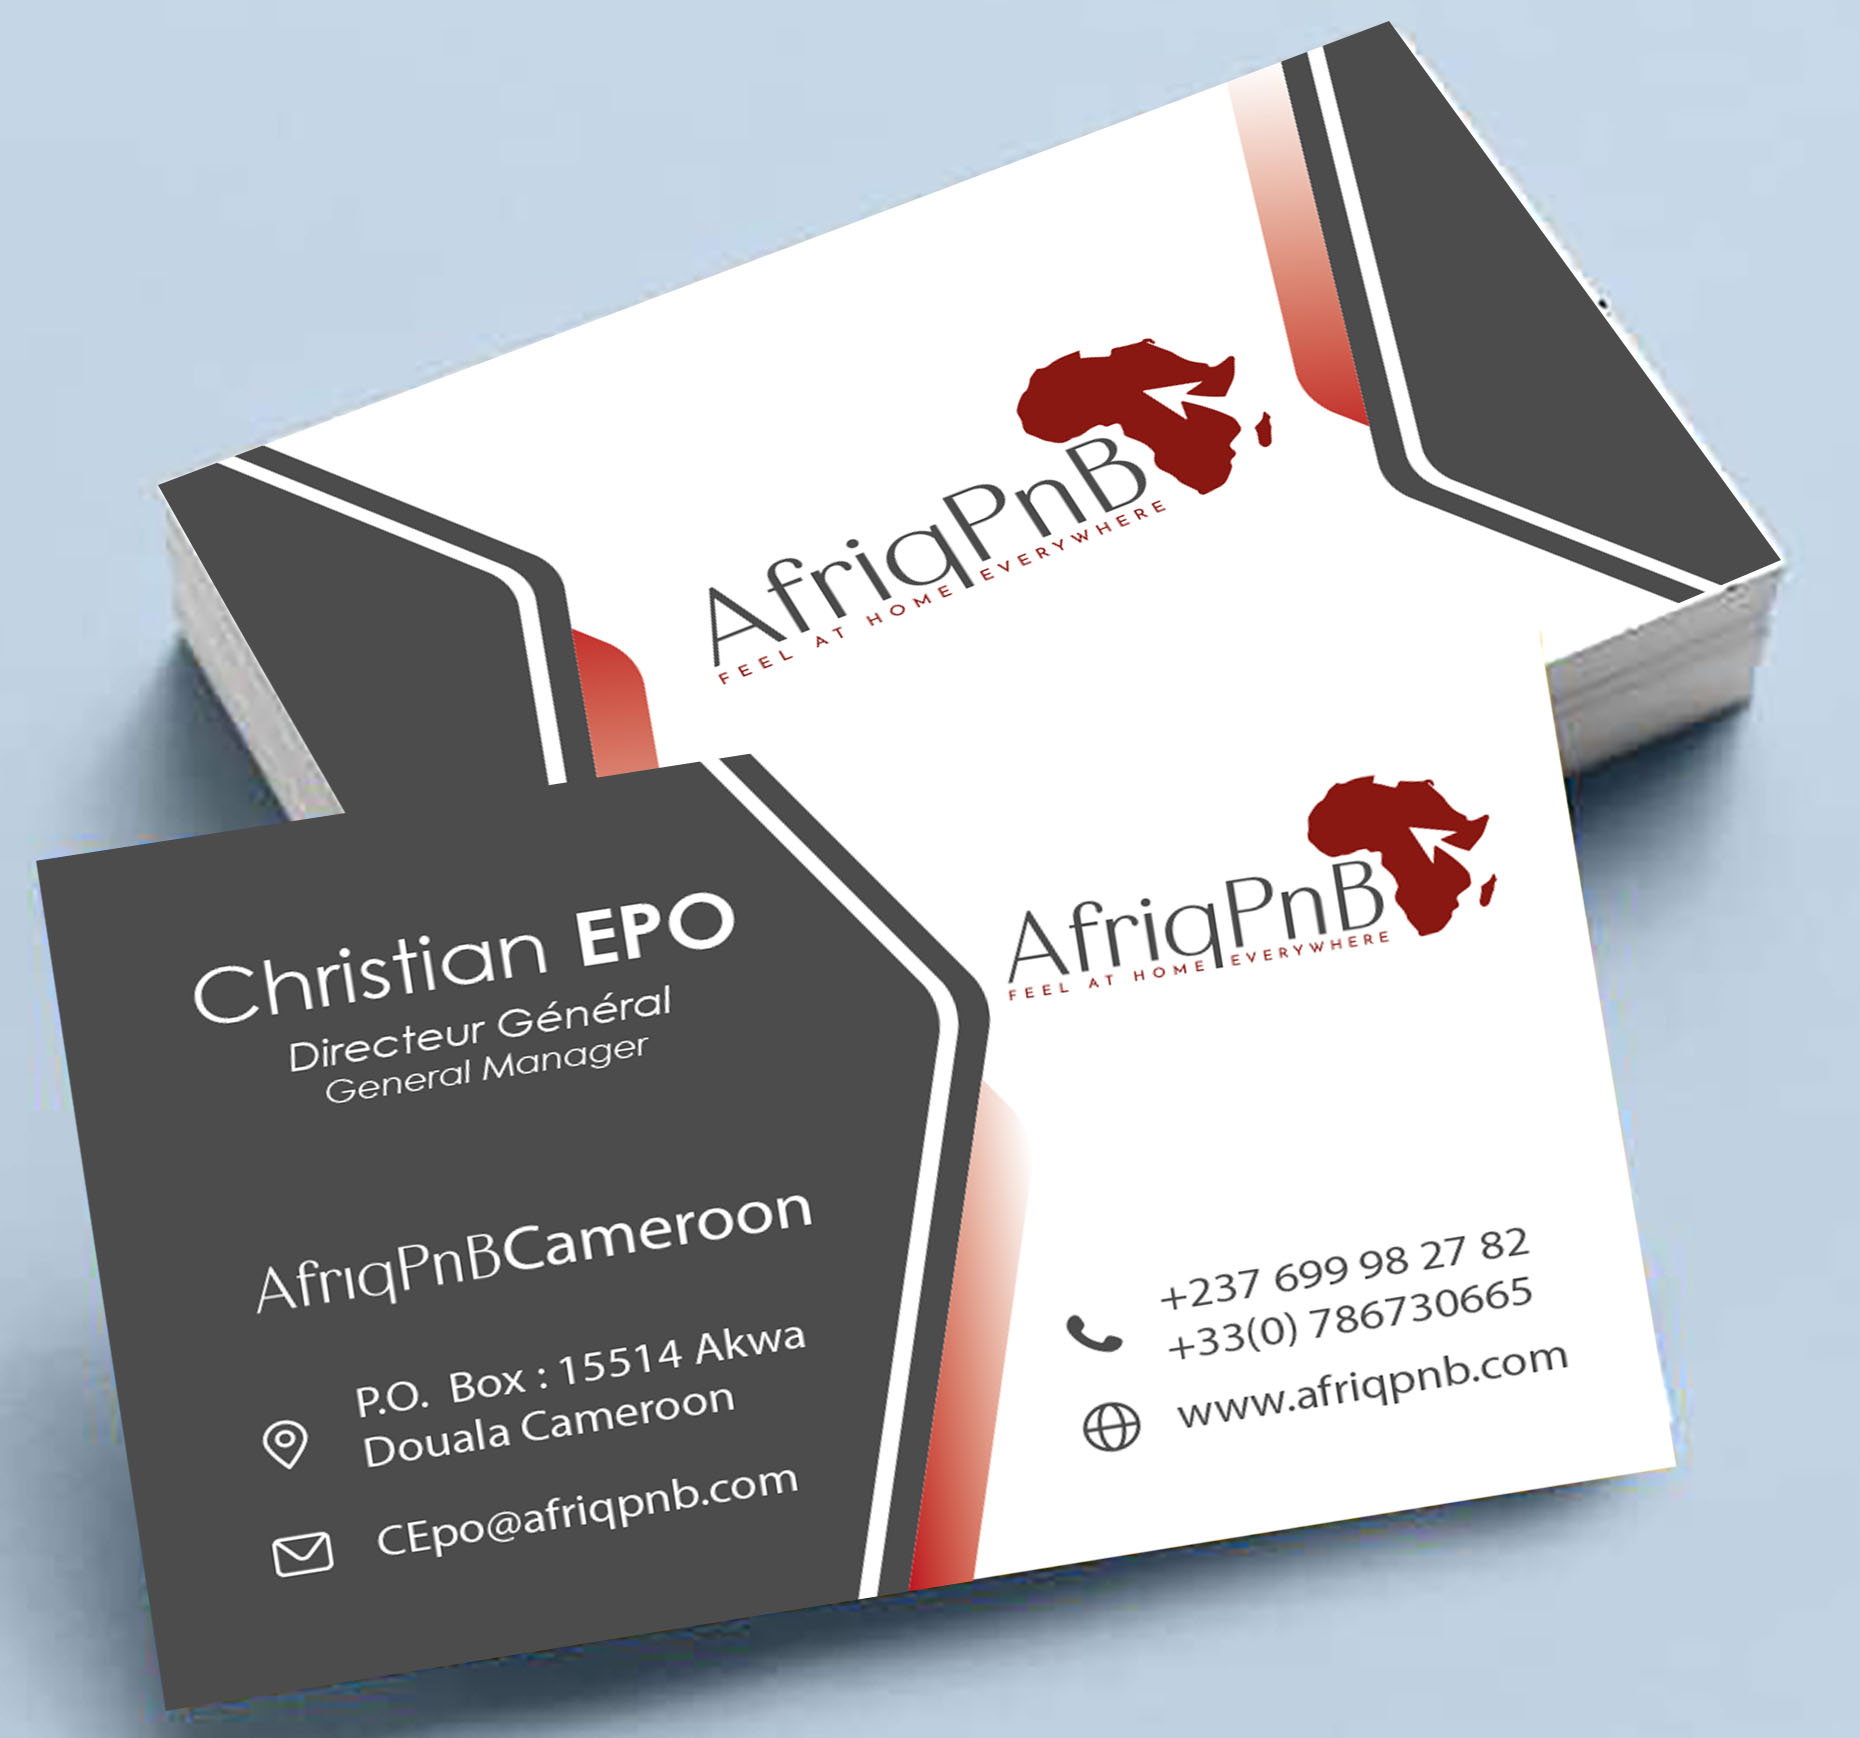 AfriqPnB
FEEL AT HOME EVERYWHERE
Christian EPO
Directeur Général
General Manager
AfriqPnBCameroon
P.O. Box : 15514 Akwa
Douala Cameroon
CEpo@afriqpnb.com
AfriqPnB
FEEL AT HOME EVERYWHERE
+237 699 98 27 82
+33(0) 786730665
www.afriqpnb.com